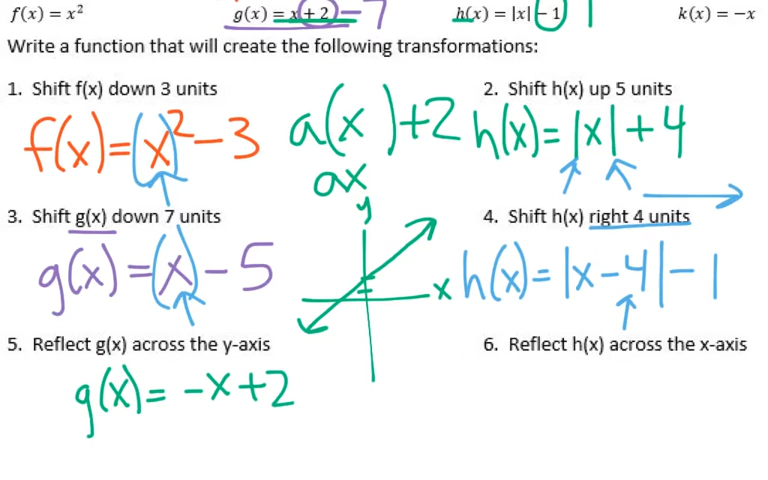 f(x) = x² g(x) = x + 2 - 7 h(x) = |x| - 1 k(x) = -x
Write a function that will create the following transformations:
1. Shift f(x) down 3 units
2. Shift h(x) up 5 units
f(x)=(x)²-3
a(x )+2
ax
h(x)=|x|+4
3. Shift g(x) down 7 units
4. Shift h(x) right 4 units
g(x)=(x)-5
y
x
h(x)=|x-4|-1
5. Reflect g(x) across the y-axis
6. Reflect h(x) across the x-axis
g(x)= -x+2